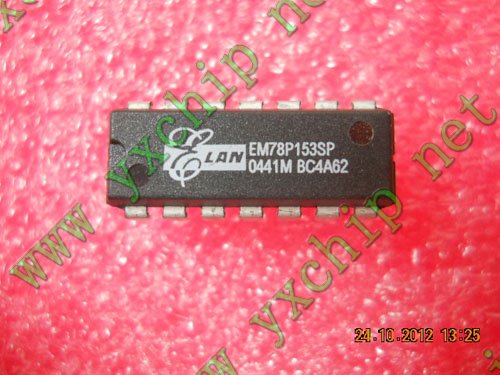 ELAN
EM78P153SP
0441M BC4A62
www yxchip net
www yxchip net
www yxchip net
24.10.2012 13:25